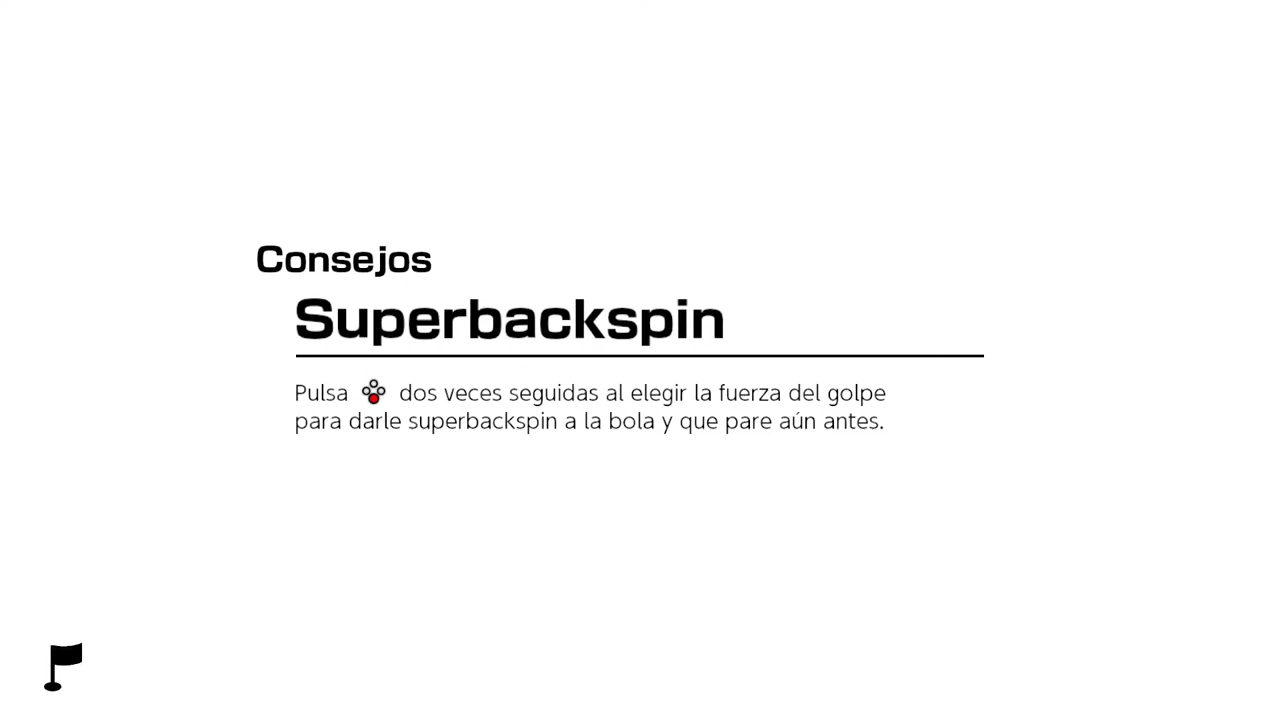 Consejos
Superbackspin
Pulsa dos veces seguidas al elegir la fuerza del golpe
para darle superbackspin a la bola y que pare aún antes.